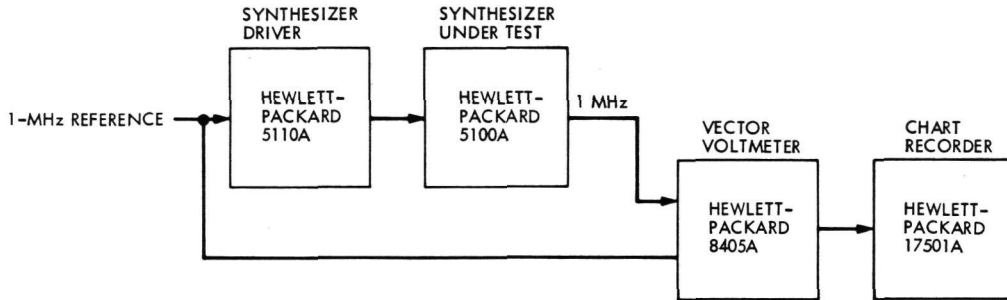 SYNTHESIZER
DRIVER
SYNTHESIZER
UNDER TEST
1-MHz REFERENCE
HEWLETT-
PACKARD
5110A
HEWLETT-
PACKARD
5100A
1 MHz
VECTOR
VOLTMETER
CHART
RECORDER
HEWLETT-
PACKARD
8405A
HEWLETT-
PACKARD
17501A